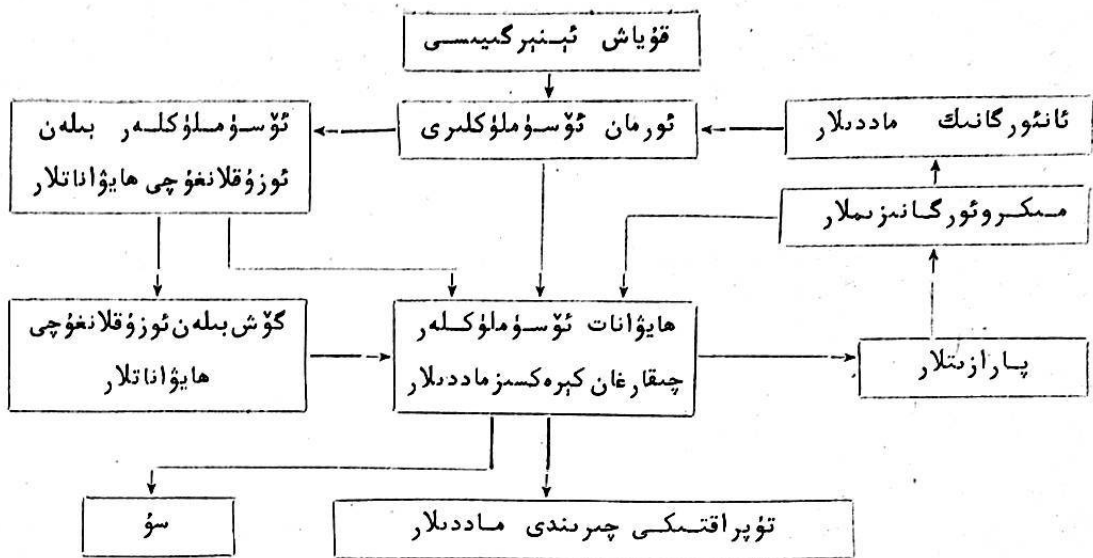 قۇياش ئېنېرگىيىسى
ئانئورگانىك ماددىلار
ئورمان ئۆسۈملۈكلىرى
ئۆسۈملۈكلەر بىلەن
ئوزۇقلانغۇچى ھايۋاناتلار
مىكروئورگانىزىملار
ھايۋانات ئۆسۈملۈكلەر
چىقارغان كېرەكسىز ماددىلار
گۆش بىلەن ئوزۇقلانغۇچى
ھايۋاناتلار
پارازىتلار
تۇپراقتىكى چىرىندى ماددىلار
سۇ